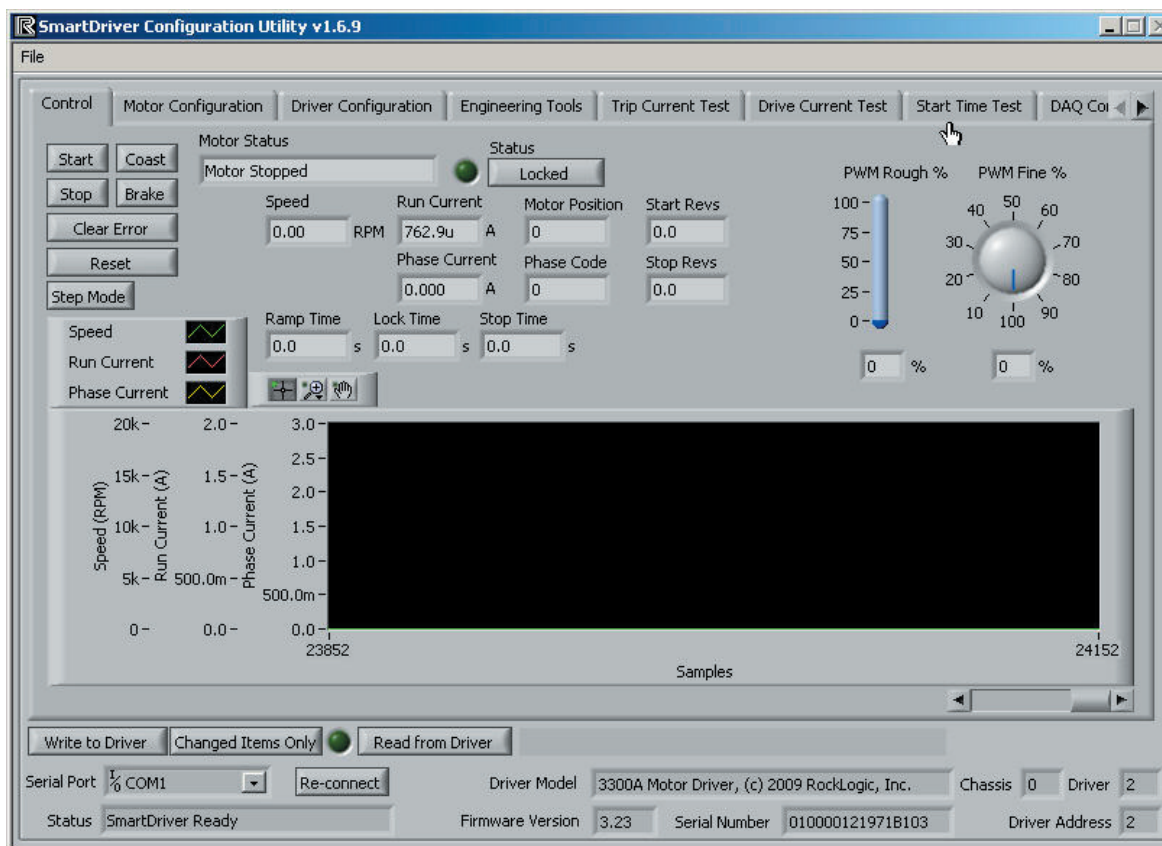 SmartDriver Configuration Utility v1.6.9
File
Control Motor Configuration Driver Configuration Engineering Tools Trip Current Test Drive Current Test Start Time Test DAQ Co
Start Coast Motor Status Status
Motor Stopped Locked
Stop Brake
PWM Rough % PWM Fine %
Clear Error
Reset
Step Mode
Speed Run Current Motor Position Start Revs
0.00 RPM 762.9u A 0 0.0
Phase Current Phase Code Stop Revs
0.000 A 0 0.0
Ramp Time Lock Time Stop Time
0.0 s 0.0 s 0.0 s
100
75
50
25
0
10 20 30 40 50 60 70 80 90 100
0 % 0 %
Speed
Run Current
Phase Current
20k 2.0 3.0
2.5
15k 1.5
2.0
10k 1.0 1.5
1.0
5k 500.0m
500.0m
0 0.0 0.0
Speed (RPM)
Run Current (A)
Phase Current (A)
23852 24152
Samples
Write to Driver Changed Items Only Read from Driver
Serial Port I/O COM1 Re-connect Driver Model 3300A Motor Driver, (c) 2009 RockLogic, Inc. Chassis 0 Driver 2
Status SmartDriver Ready Firmware Version 3.23 Serial Number 010000121971B103 Driver Address 2